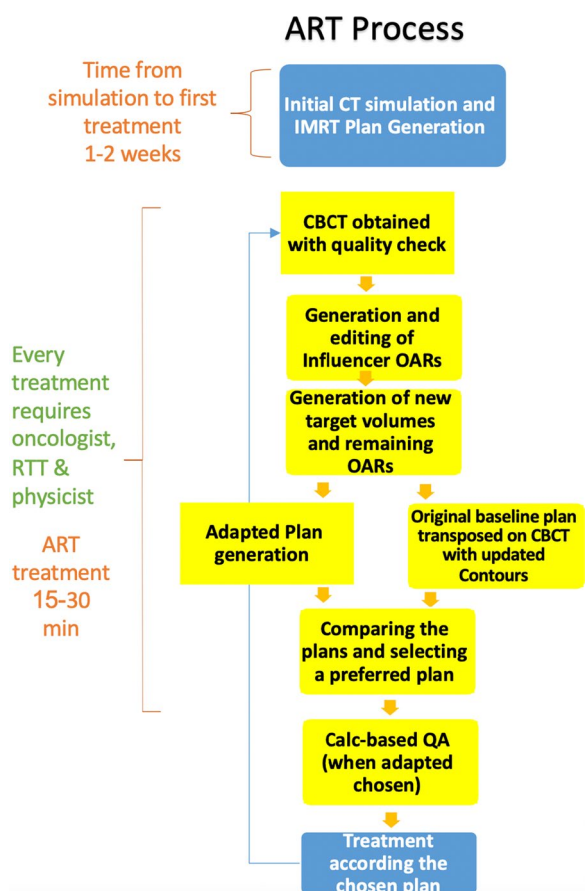 ART Process
Time from
simulation to first
treatment
1-2 weeks
Initial CT simulation and
IMRT Plan Generation
CBCT obtained
with quality check
Generation and
editing of
Influencer OARs
Generation of new
target volumes
and remaining
OARs
Every
treatment
requires
oncologist,
RTT &
physicist
ART
treatment
15-30
min
Adapted Plan
generation
Original baseline plan
transposed on CBCT
with updated
Contours
Comparing the
plans and selecting
a preferred plan
Calc-based QA
(when adapted
chosen)
Treatment
according the
chosen plan